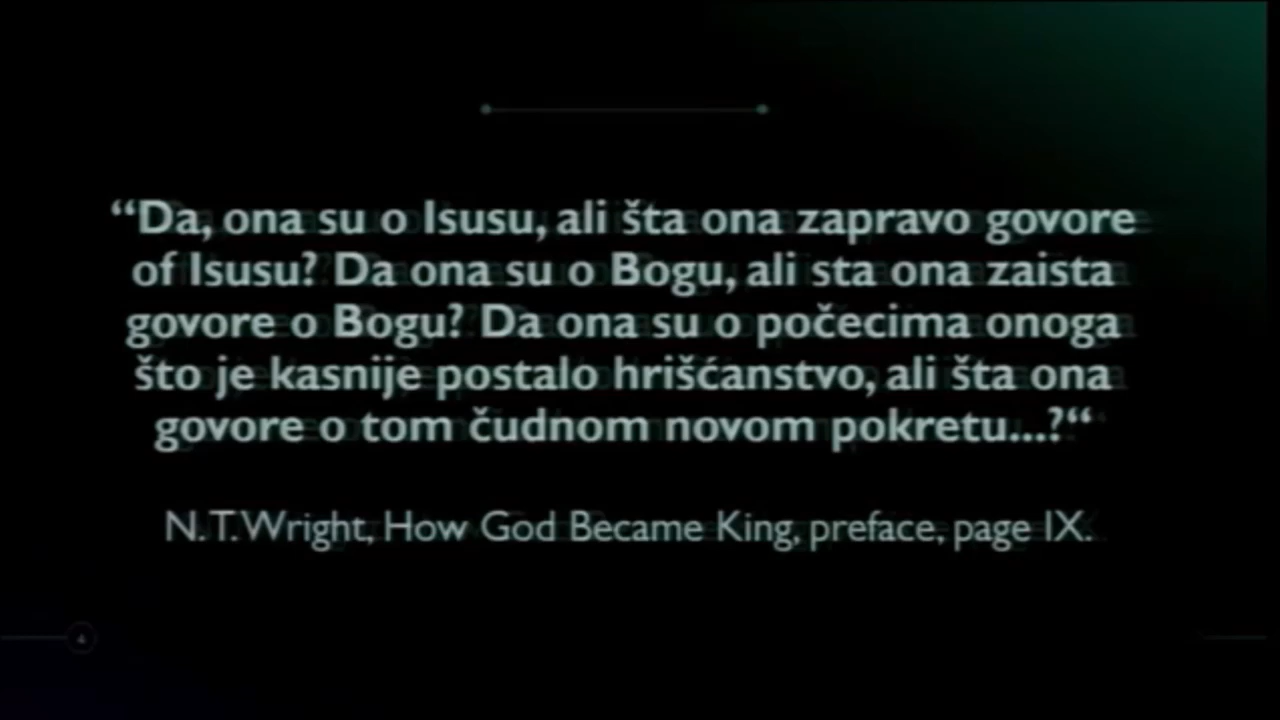 “Da, ona su o Isusu, ali šta ona zapravo govore
of Isusu? Da ona su o Bogu, ali sta ona zaista
govore o Bogu? Da ona su o počecima onoga
što je kasnije postalo hrišćanstvo, ali šta ona
govore o tom čudnom novom pokretu...?“
N.T.Wright, How God Became King, preface, page IX.
4